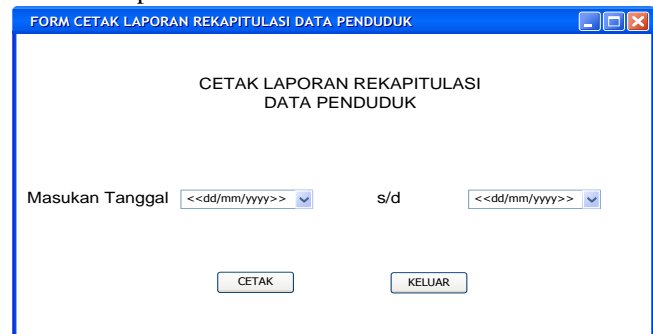 FORM CETAK LAPORAN REKAPITULASI DATA PENDUDUK
CETAK LAPORAN REKAPITULASI
DATA PENDUDUK
Masukan Tanggal <<dd/mm/yyyy>> s/d <<dd/mm/yyyy>>
CETAK KELUAR